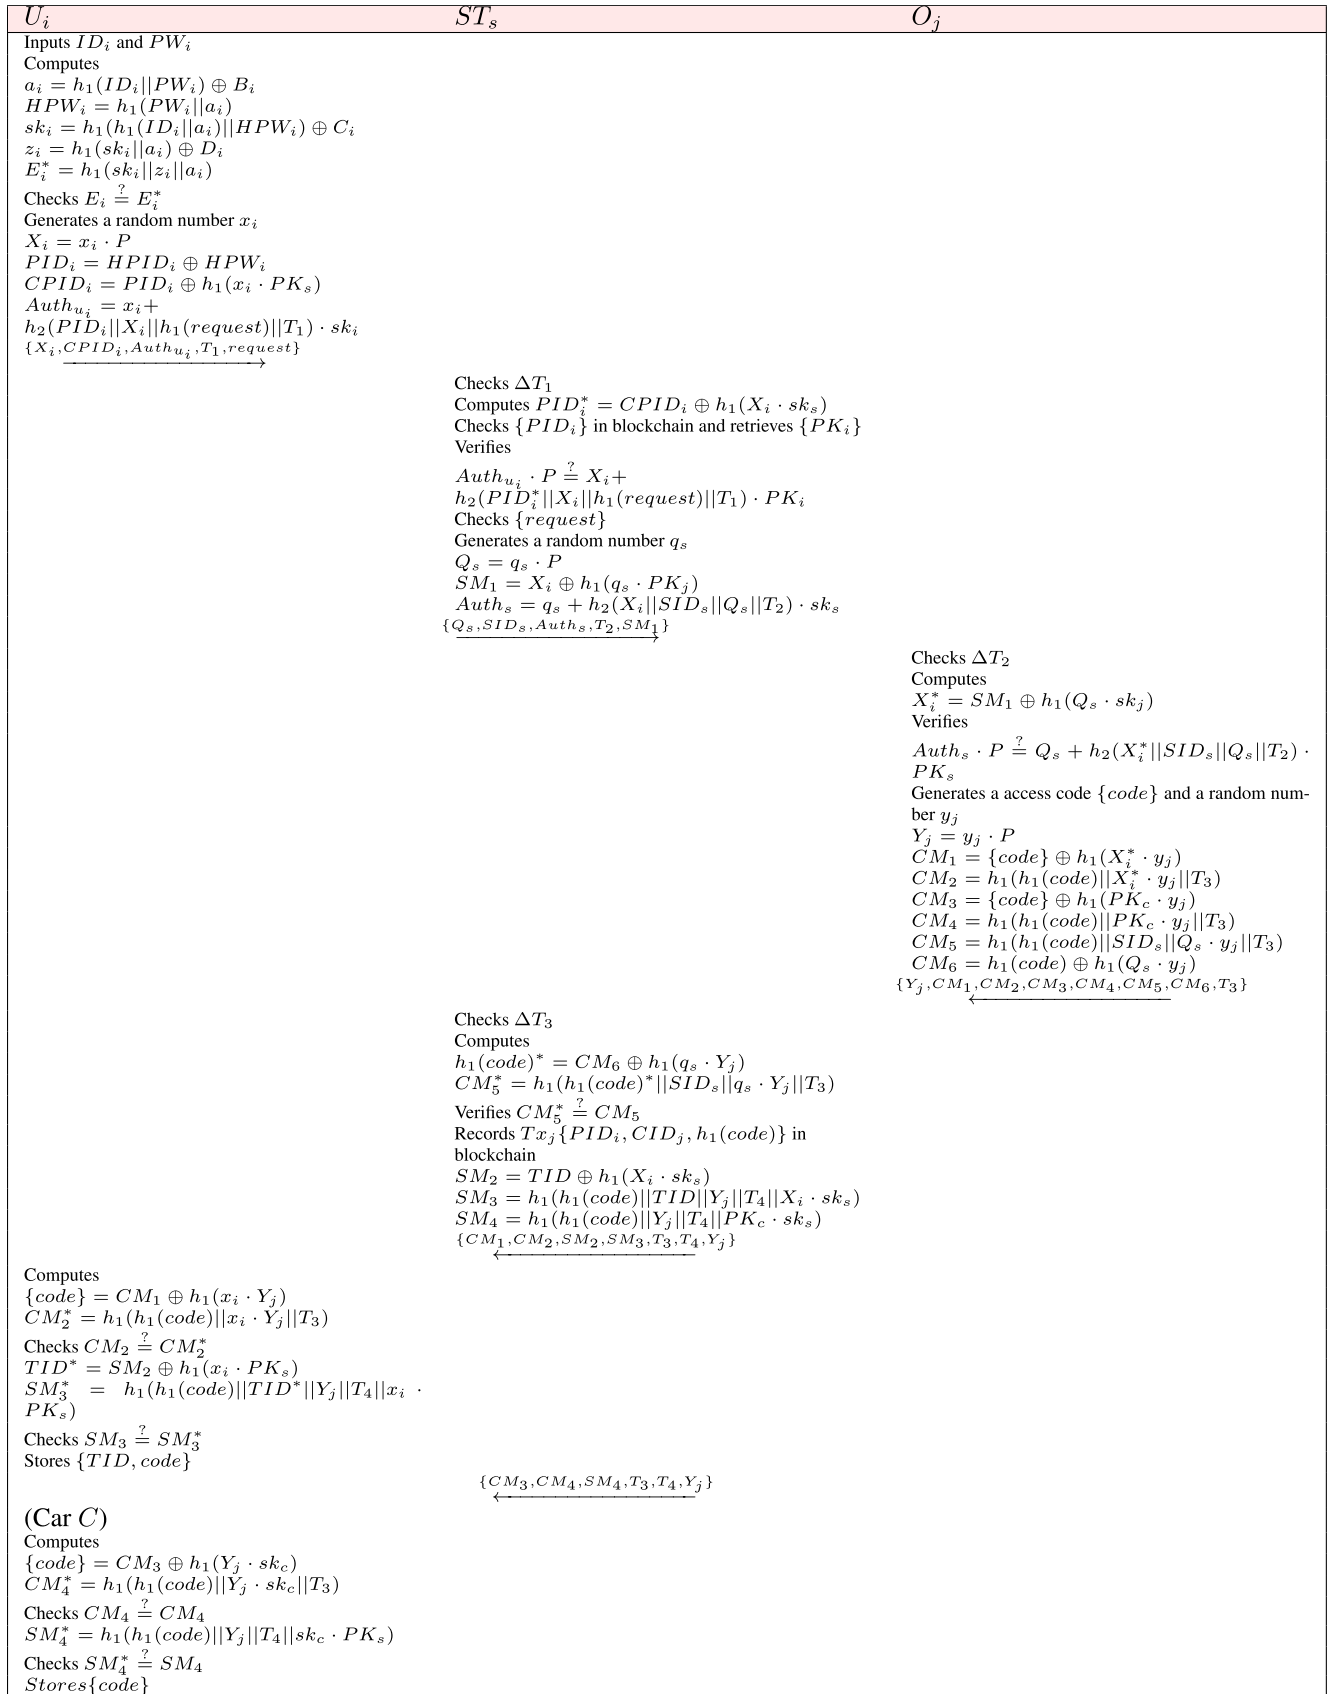 U_i ST_s O_j
Inputs ID_i and PW_i
Computes
a_i = h_1(ID_i||PW_i) ⊕ B_i
HPW_i = h_1(PW_i||a_i)
sk_i = h_1(h_1(ID_i||a_i)||HPW_i) ⊕ C_i
z_i = h_1(sk_i||a_i) ⊕ D_i
E_i^* = h_1(sk_i||z_i||a_i)
Checks E_i ≟ E_i^*
Generates a random number x_i
X_i = x_i · P
PID_i = HPID_i ⊕ HPW_i
CPID_i = PID_i ⊕ h_1(x_i · PK_s)
Auth_{u_i} = x_i+
h_2(PID_i||X_i||h_1(request)||T_1) · sk_i
{X_i,CPID_i,Auth_{u_i},T_1,request}
⟶
Checks ΔT_1
Computes PID_i^* = CPID_i ⊕ h_1(X_i · sk_s)
Checks {PID_i} in blockchain and retrieves {PK_i}
Verifies
Auth_{u_i} · P ≟ X_i+
h_2(PID_i^*||X_i||h_1(request)||T_1) · PK_i
Checks {request}
Generates a random number q_s
Q_s = q_s · P
SM_1 = X_i ⊕ h_1(q_s · PK_j)
Auth_s = q_s + h_2(X_i||SID_s||Q_s||T_2) · sk_s
{Q_s,SID_s,Auth_s,T_2,SM_1}
⟶
Checks ΔT_2
Computes
X_i^* = SM_1 ⊕ h_1(Q_s · sk_j)
Verifies
Auth_s · P ≟ Q_s + h_2(X_i^*||SID_s||Q_s||T_2) ·
PK_s
Generates a access code {code} and a random num-
ber y_j
Y_j = y_j · P
CM_1 = {code} ⊕ h_1(X_i^* · y_j)
CM_2 = h_1(h_1(code)||X_i^* · y_j||T_3)
CM_3 = {code} ⊕ h_1(PK_c · y_j)
CM_4 = h_1(h_1(code)||PK_c · y_j||T_3)
CM_5 = h_1(h_1(code)||SID_s||Q_s · y_j||T_3)
CM_6 = h_1(code) ⊕ h_1(Q_s · y_j)
{Y_j,CM_1,CM_2,CM_3,CM_4,CM_5,CM_6,T_3}
⟵
Checks ΔT_3
Computes
h_1(code)^* = CM_6 ⊕ h_1(q_s · Y_j)
CM_5^* = h_1(h_1(code)^*||SID_s||q_s · Y_j||T_3)
Verifies CM_5^* ≟ CM_5
Records Tx_j{PID_i, CID_j, h_1(code)} in
blockchain
SM_2 = TID ⊕ h_1(X_i · sk_s)
SM_3 = h_1(h_1(code)||TID||Y_j||T_4||X_i · sk_s)
SM_4 = h_1(h_1(code)||Y_j||T_4||PK_c · sk_s)
{CM_1,CM_2,SM_2,SM_3,T_3,T_4,Y_j}
⟵
Computes
{code} = CM_1 ⊕ h_1(x_i · Y_j)
CM_2^* = h_1(h_1(code)||x_i · Y_j||T_3)
Checks CM_2 ≟ CM_2^*
TID^* = SM_2 ⊕ h_1(x_i · PK_s)
SM_3^* = h_1(h_1(code)||TID^*||Y_j||T_4||x_i ·
PK_s)
Checks SM_3 ≟ SM_3^*
Stores {TID, code}
{CM_3,CM_4,SM_4,T_3,T_4,Y_j}
⟵
(Car C)
Computes
{code} = CM_3 ⊕ h_1(Y_j · sk_c)
CM_4^* = h_1(h_1(code)||Y_j · sk_c||T_3)
Checks CM_4^* ≟ CM_4
SM_4^* = h_1(h_1(code)||Y_j||T_4||sk_c · PK_s)
Checks SM_4^* ≟ SM_4
Stores{code}